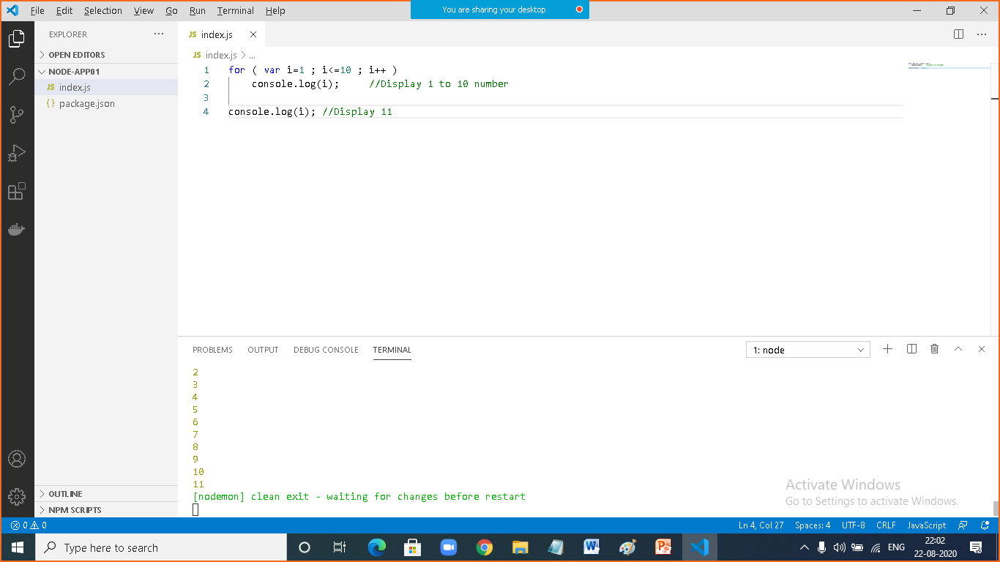 File Edit Selection View Go Run Terminal Help
You are sharing your desktop
EXPLORER ...
JS index.js
OPEN EDITORS
JS index.js > ...
NODE-APP01
JS index.js
{} package.json
1 for ( var i=1 ; i<=10 ; i++ )
2 console.log(i); //Display 1 to 10 number
3
4 console.log(i); //Display 11
PROBLEMS OUTPUT DEBUG CONSOLE TERMINAL
1: node
2
3
4
5
6
7
8
9
10
11
[nodemon] clean exit - waiting for changes before restart
OUTLINE
NPM SCRIPTS
Activate Windows
Go to Settings to activate Windows.
0 0 Ln 4, Col 27 Spaces: 4 UTF-8 CRLF JavaScript
Type here to search
ENG
22:02
22-08-2020